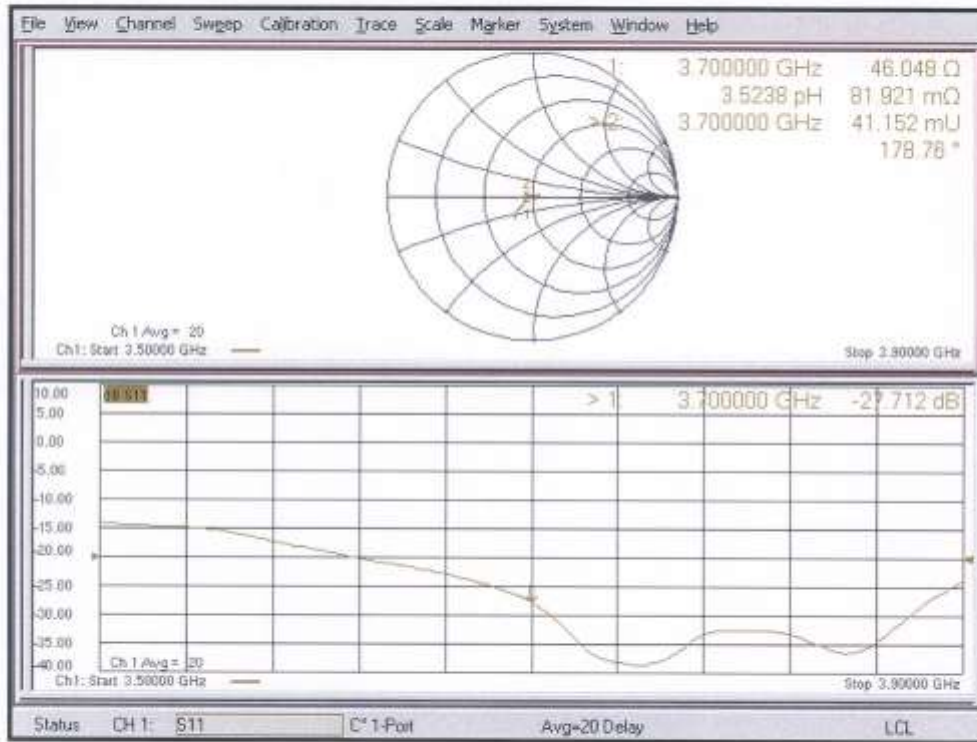 File View Channel Sweep Calibration Trace Scale Marker System Window Help
1: 3.700000 GHz 46.048 Ω
3.5238 pH 81.921 mΩ
> 2: 3.700000 GHz 41.152 mU
178.76 °
Ch 1 Avg = 20
Ch1: Start 3.50000 GHz
Stop 3.90000 GHz
10.00
dB S11
> 1: 3.700000 GHz -27.712 dB
5.00
0.00
-5.00
-10.00
-15.00
-20.00
-25.00
-30.00
-35.00
-40.00
Ch 1 Avg = 20
Ch1: Start 3.50000 GHz
Stop 3.90000 GHz
Status CH 1: S11 C* 1-Port Avg=20 Delay LCL